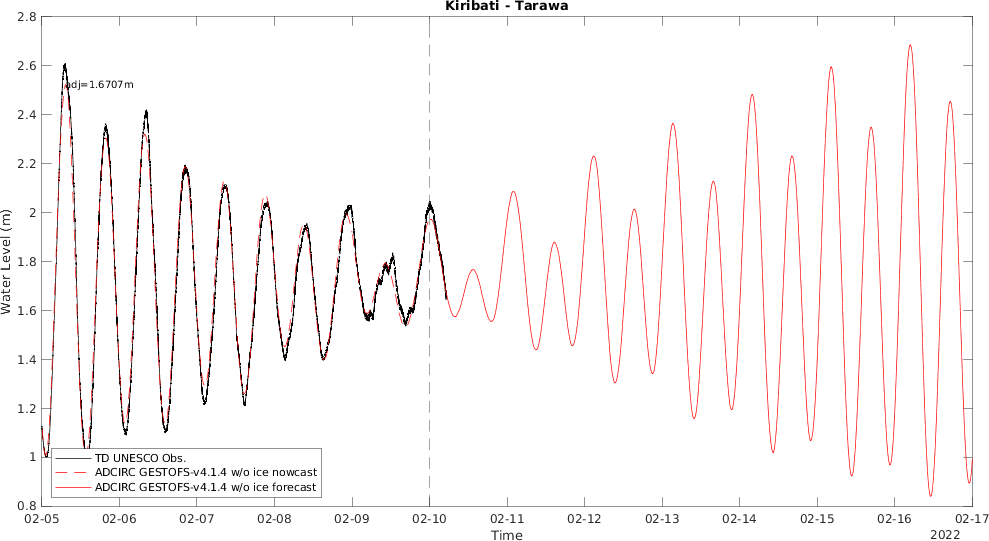 Kiribati - Tarawa
2.8
2.6
2.4
2.2
2
1.8
1.6
1.4
1.2
1
0.8
Water Level (m)
adj=1.6707m
TD UNESCO Obs.
ADCIRC GESTOFS-v4.1.4 w/o ice nowcast
ADCIRC GESTOFS-v4.1.4 w/o ice forecast
02-05 02-06 02-07 02-08 02-09 02-10 02-11 02-12 02-13 02-14 02-15 02-16 02-17
Time
2022